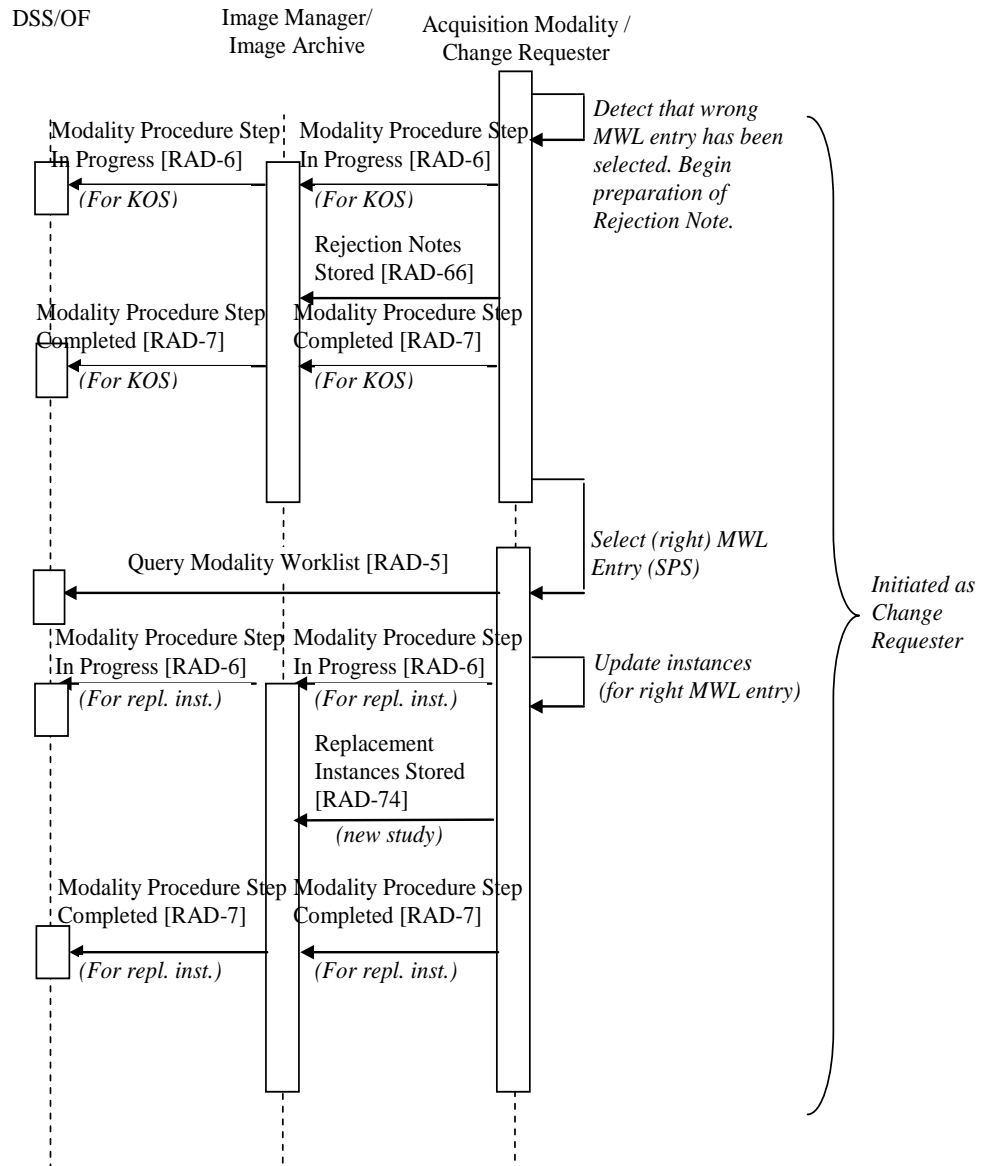 DSS/OF
Image Manager/
Image Archive
Acquisition Modality /
Change Requester
Detect that wrong
MWL entry has been
selected. Begin
preparation of
Rejection Note.
Modality Procedure Step
In Progress [RAD-6]
(For KOS)
Modality Procedure Step
In Progress [RAD-6]
(For KOS)
Rejection Notes
Stored [RAD-66]
Modality Procedure Step
Completed [RAD-7]
(For KOS)
Modality Procedure Step
Completed [RAD-7]
(For KOS)
Select (right) MWL
Entry (SPS)
Query Modality Worklist [RAD-5]
Initiated as
Change
Requester
Modality Procedure Step
In Progress [RAD-6]
(For repl. inst.)
Modality Procedure Step
In Progress [RAD-6]
(For repl. inst.)
Update instances
(for right MWL entry)
Replacement
Instances Stored
[RAD-74]
(new study)
Modality Procedure Step
Completed [RAD-7]
(For repl. inst.)
Modality Procedure Step
Completed [RAD-7]
(For repl. inst.)